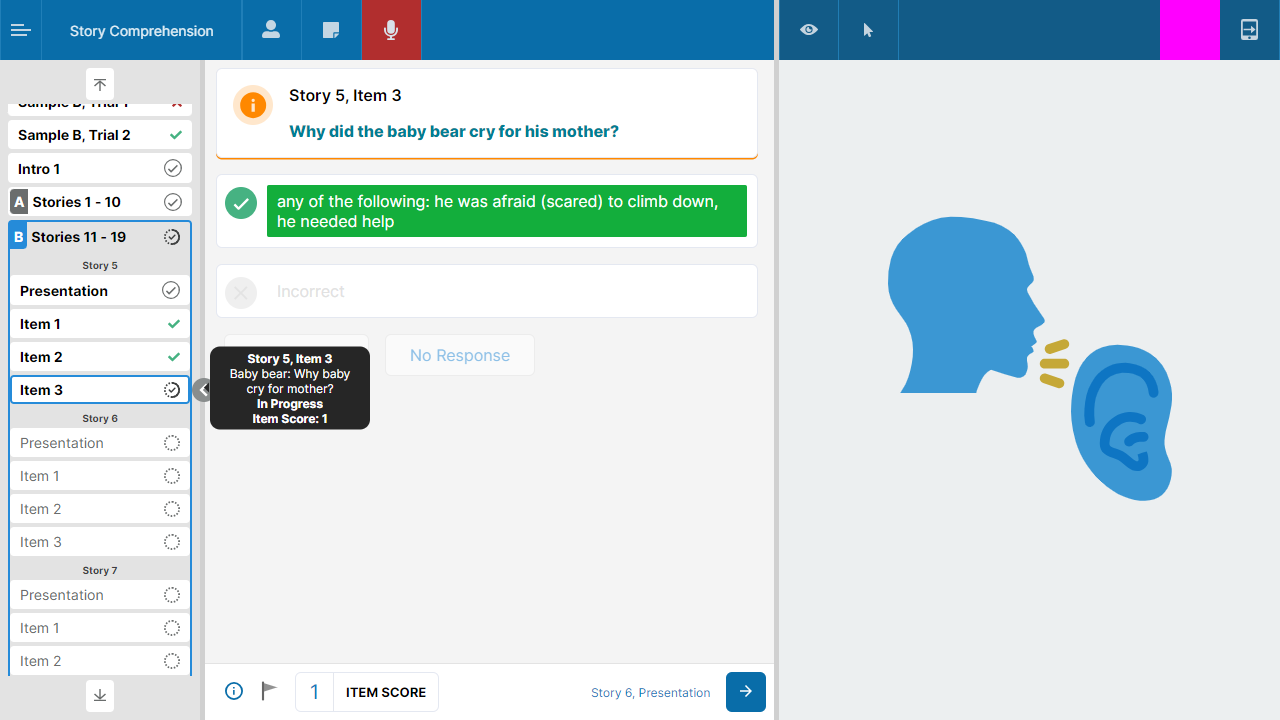 Story Comprehension
Sample B, Trial 1
Sample B, Trial 2
Intro 1
A Stories 1 - 10
B Stories 11 - 19
Story 5
Presentation
Item 1
Item 2
Item 3
Story 6
Presentation
Item 1
Item 2
Item 3
Story 7
Presentation
Item 1
Item 2
Story 5, Item 3
Why did the baby bear cry for his mother?
any of the following: he was afraid (scared) to climb down,
he needed help
Incorrect
No Response
Story 5, Item 3
Baby bear: Why baby
cry for mother?
In Progress
Item Score: 1
1 ITEM SCORE
Story 6, Presentation